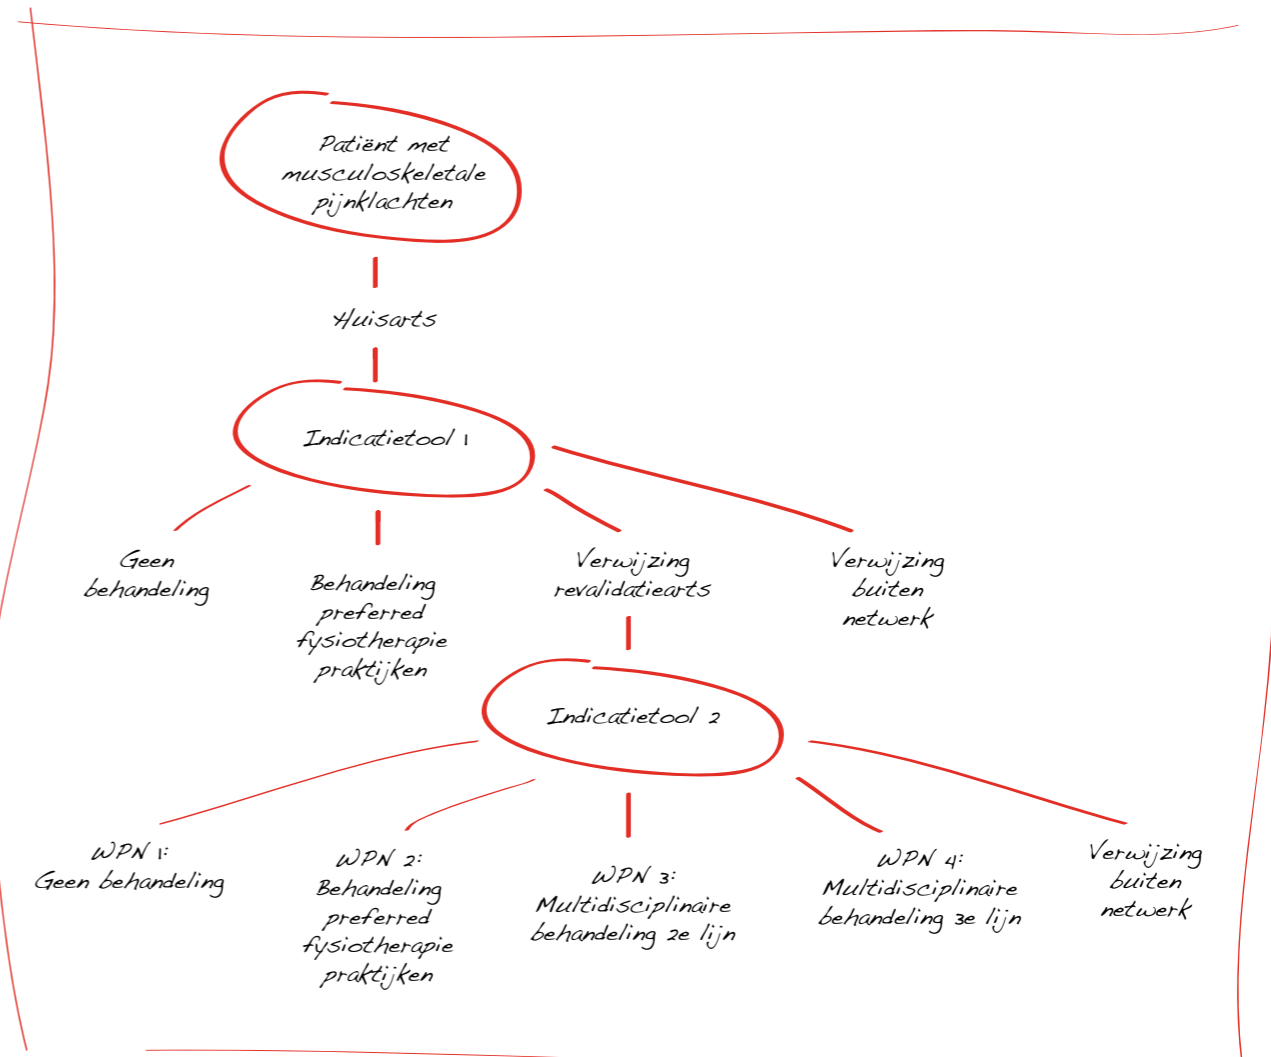 Patiënt met
musculoskeletale
pijnklachten
Huisarts
Indicatietool 1
Geen
behandeling
Behandeling
preferred
fysiotherapie
praktijken
Verwijzing
revalidatiearts
Verwijzing
buiten
netwerk
Indicatietool 2
WPN 1:
Geen behandeling
WPN 2:
Behandeling
preferred
fysiotherapie
praktijken
WPN 3:
Multidisciplinaire
behandeling 2e lijn
WPN 4:
Multidisciplinaire
behandeling 3e lijn
Verwijzing
buiten
netwerk